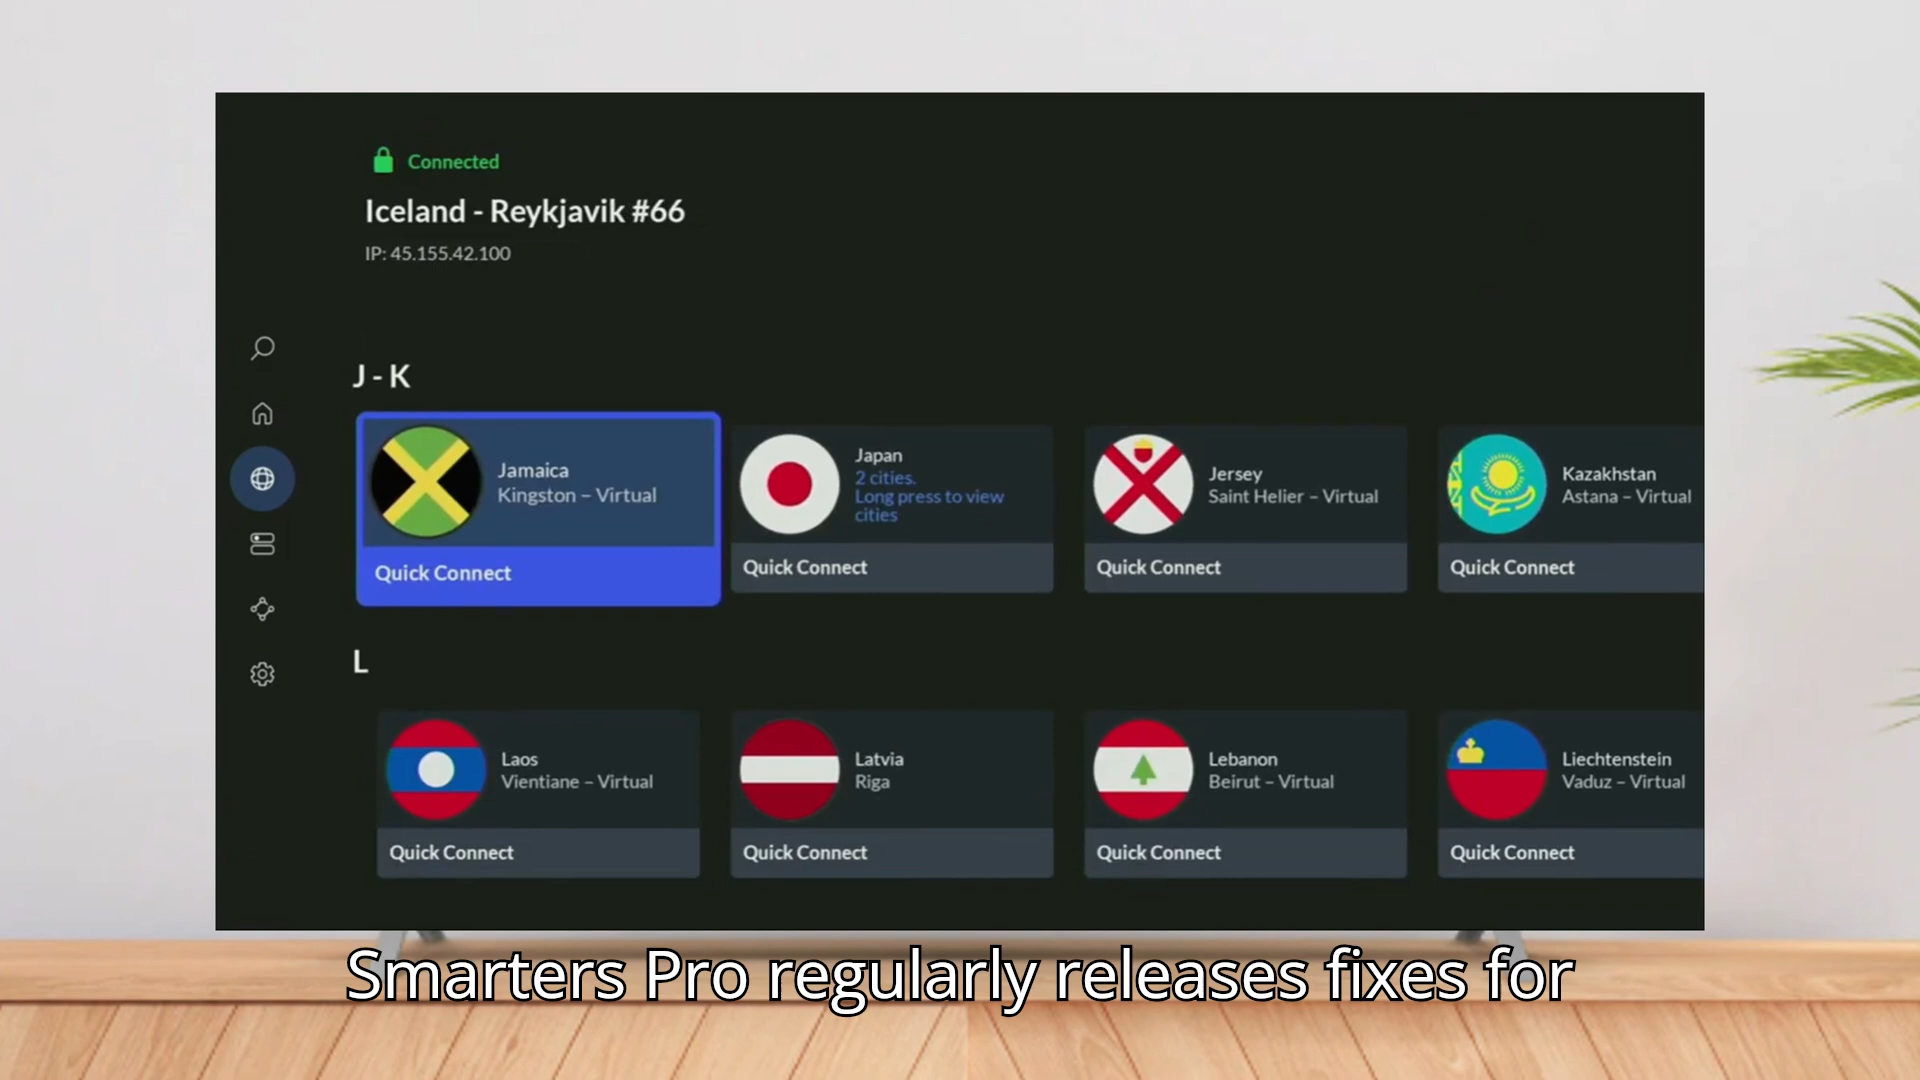 Connected
Iceland - Reykjavik #66
IP: 45.155.42.100
J - K
Jamaica
Kingston – Virtual
Quick Connect
Japan
2 cities.
Long press to view
cities
Quick Connect
Jersey
Saint Helier – Virtual
Quick Connect
Kazakhstan
Astana – Virtual
Quick Connect
L
Laos
Vientiane – Virtual
Quick Connect
Latvia
Riga
Quick Connect
Lebanon
Beirut – Virtual
Quick Connect
Liechtenstein
Vaduz – Virtual
Quick Connect
Smarters Pro regularly releases fixes for